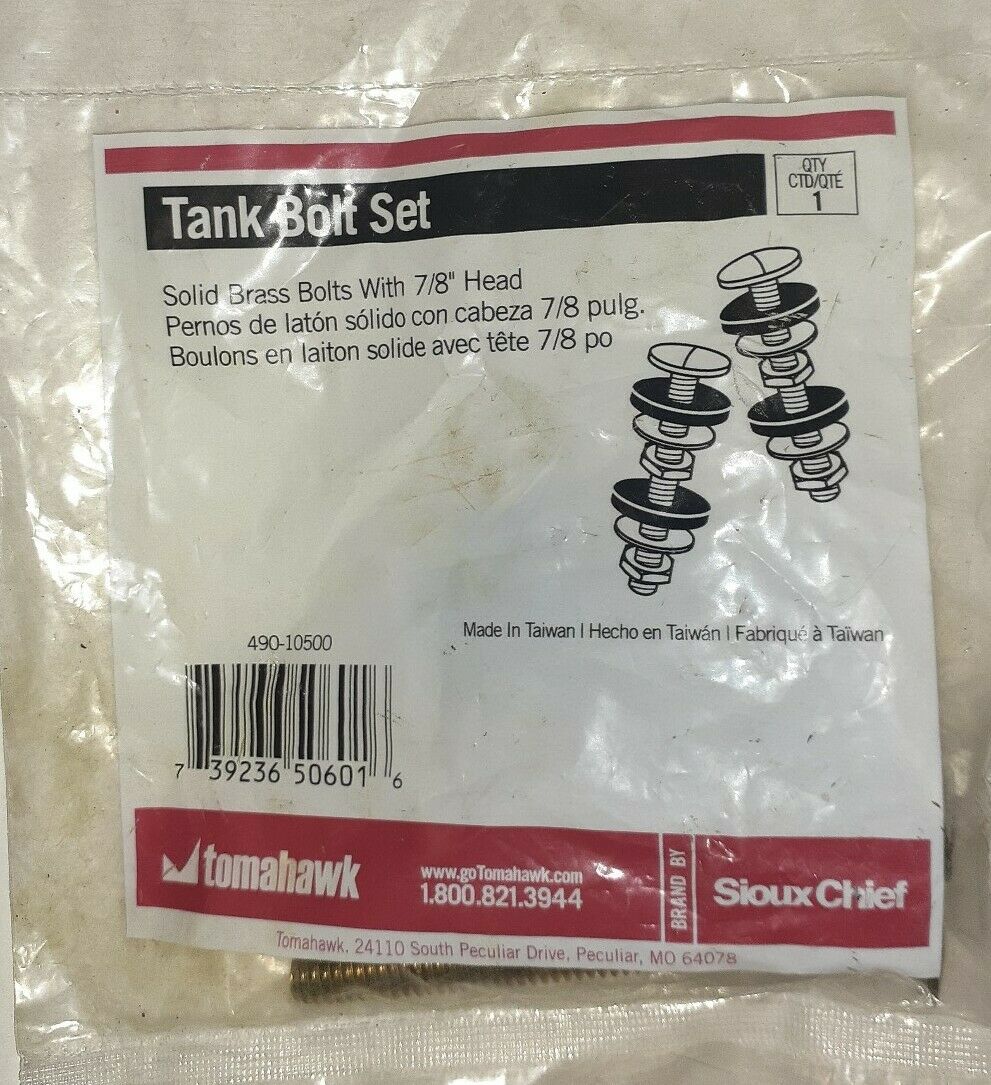 Tank Bolt Set
QTY
CTD/QTÉ
1
Solid Brass Bolts With 7/8" Head
Pernos de latón sólido con cabeza 7/8 pulg.
Boulons en laiton solide avec tête 7/8 po
Made In Taiwan | Hecho en Taiwán | Fabriqué à Taïwan
490-10500
7 39236 50601 6
tomahawk
www.goTomahawk.com
1.800.821.3944
BRAND BY
Sioux Chief
Tomahawk. 24110 South Peculiar Drive, Peculiar, MO 64078